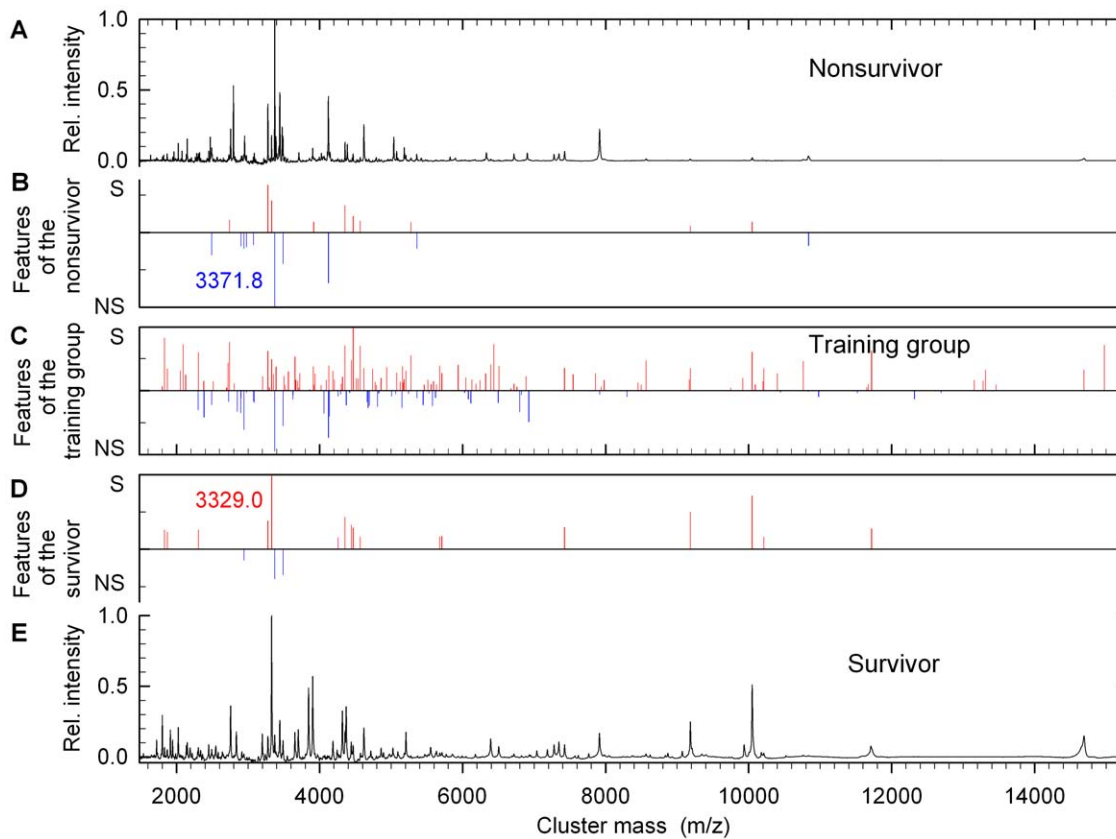 A
Rel. intensity
1.0
0.5
0.0
Nonsurvivor
B
Features
of the
nonsurvivor
S
NS
3371.8
C
Features
of the
training group
S
NS
Training group
D
Features
of the
survivor
S
NS
3329.0
E
Rel. intensity
1.0
0.5
0.0
Survivor
2000 4000 6000 8000 10000 12000 14000
Cluster mass (m/z)